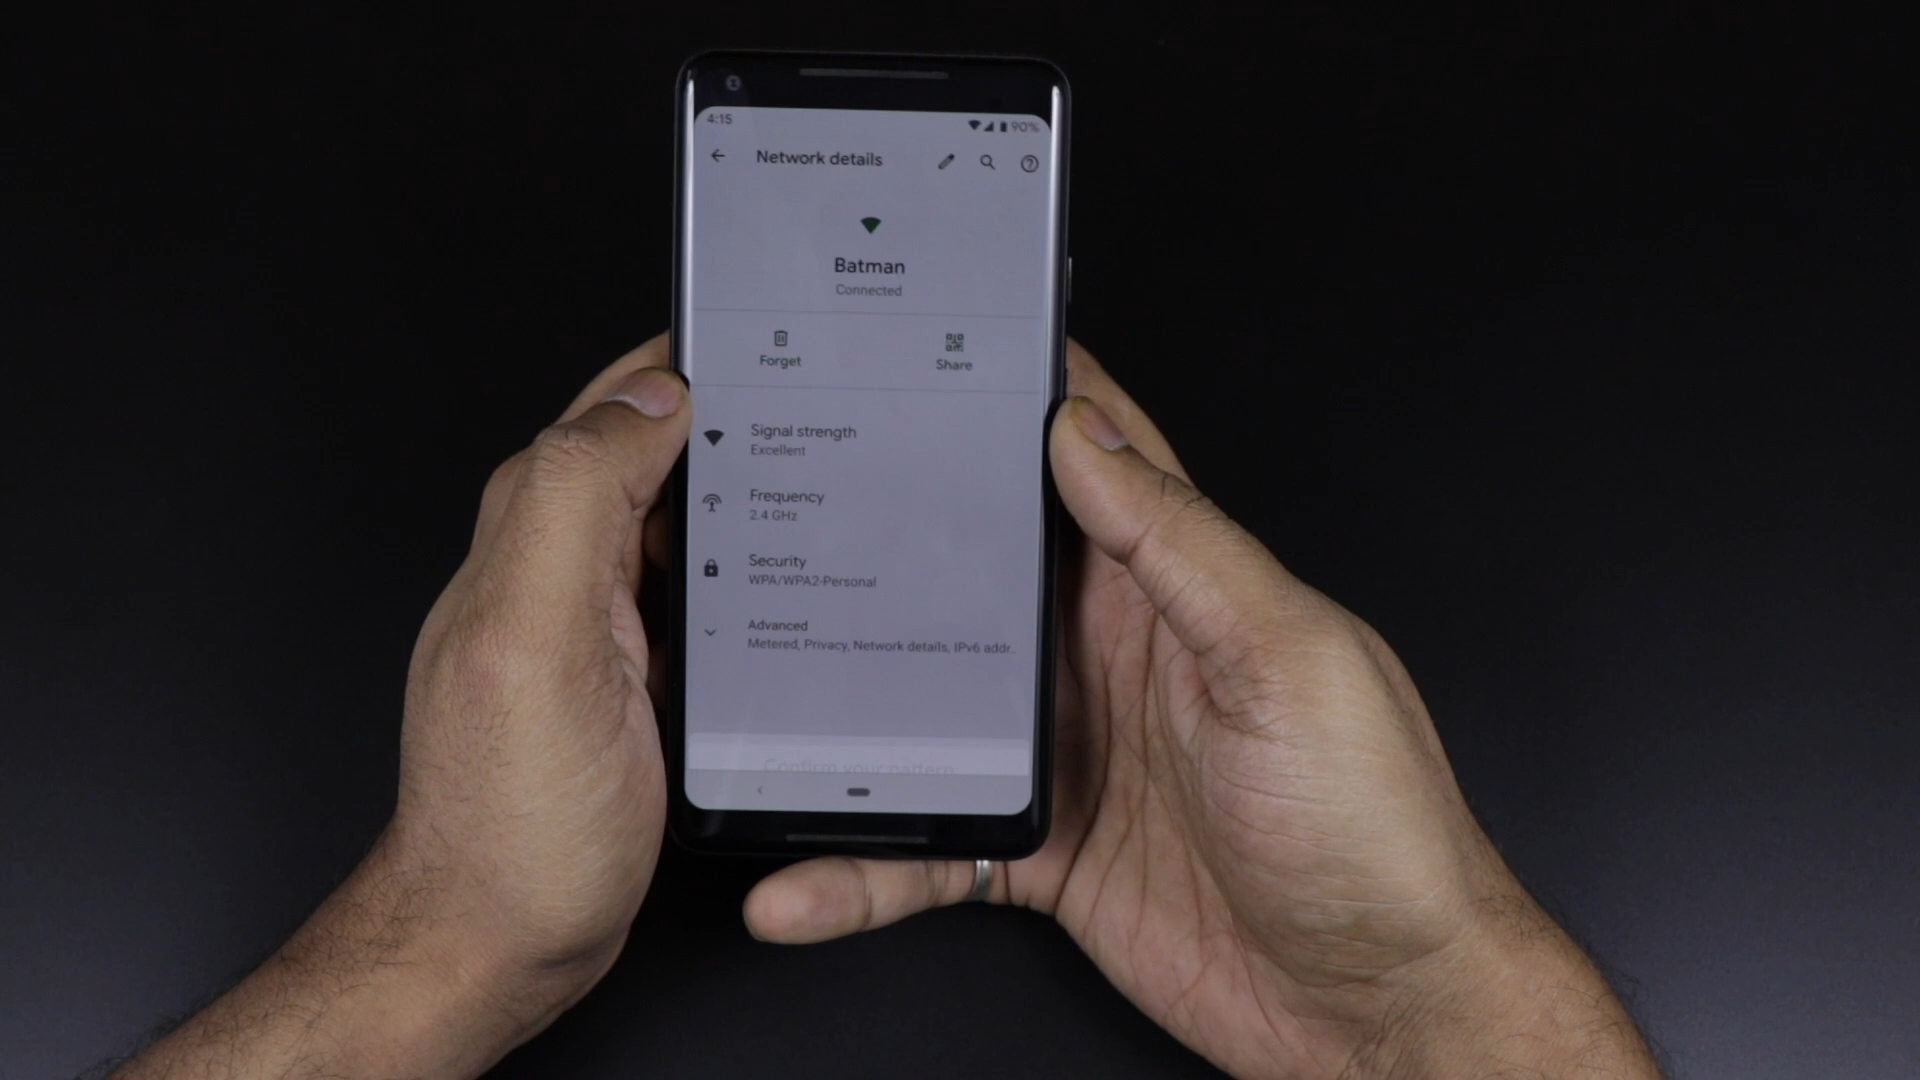 4:15
90%
Network details
Batman
Connected
Forget
Share
Signal strength
Excellent
Frequency
2.4 GHz
Security
WPA/WPA2-Personal
Advanced
Metered, Privacy, Network details, IPv6 addr..
Confirm your pattern